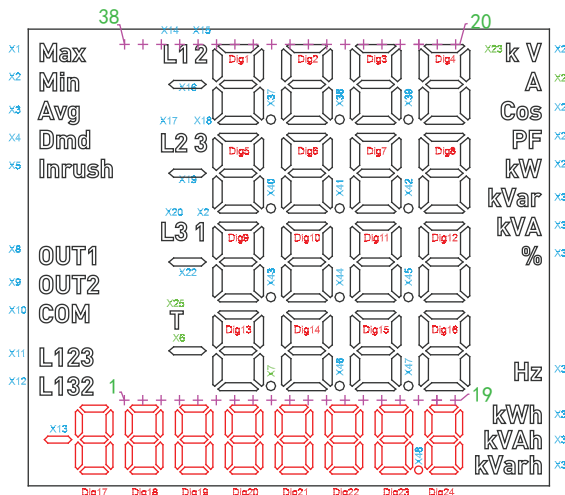 38 X14 X15 20
X1 Max L1 2 Dig1 Dig2 Dig3 Dig4 X23 k V
X2 Min X16 X37 X38 X39 A
X3 Avg Cos
X4 Dmd X17 X18 PF
X5 Inrush L2 3 Dig5 Dig6 Dig7 Dig8 kW
X19 X40 X41 X42 kVar
X20 X2 kVA
X8 OUT1 L3 1 Dig9 Dig10 Dig11 Dig12 %
X9 OUT2 X22 X43 X44 X45
X10 COM X25 T Dig13 Dig14 Dig15 Dig16
X11 L123 X6 X7 X46 X47 Hz
X12 L132 1 19
X13 kWh
kVAh
X48 kVarh
Dig17 Dig18 Dig19 Dig20 Dig21 Dig22 Dig23 Dig24